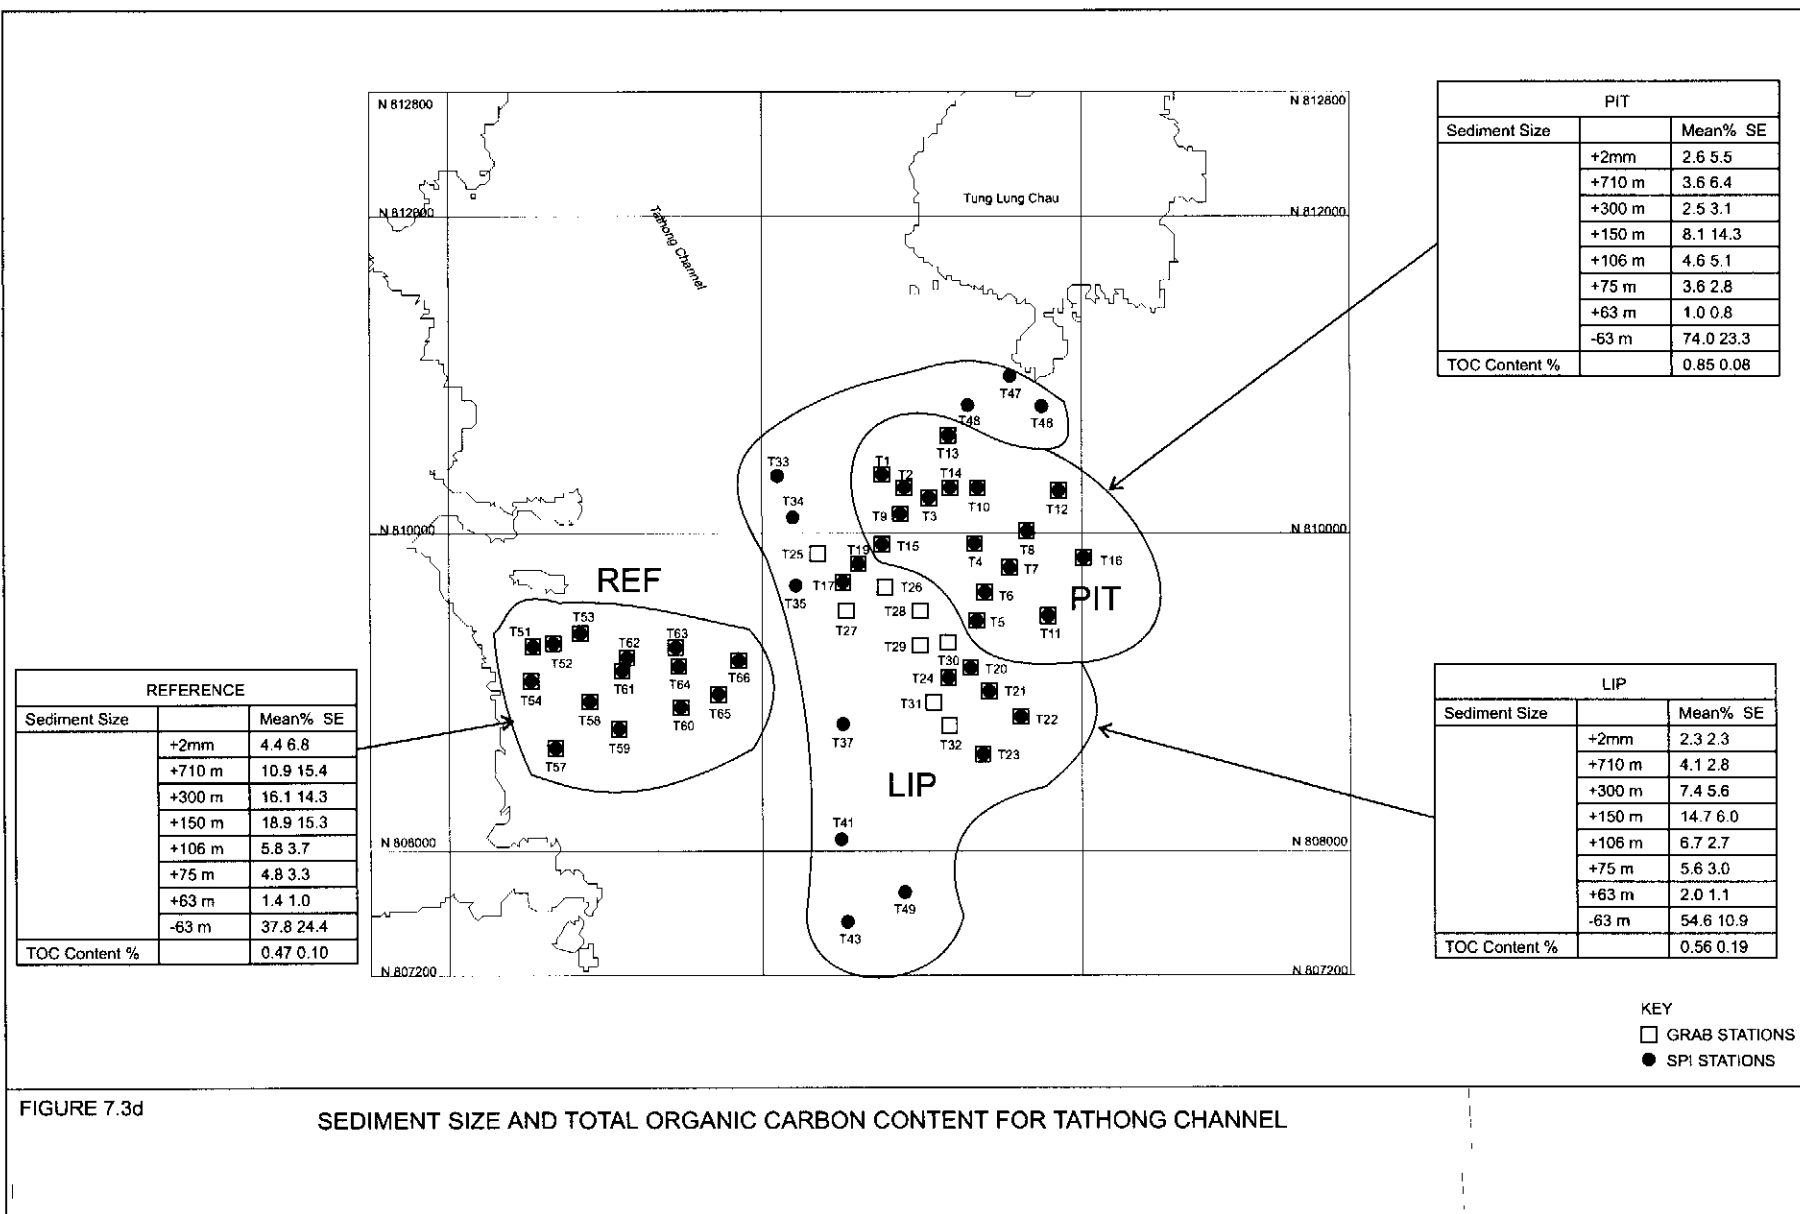 N 812800
N 812800
PIT
Sediment Size Mean% SE
+2mm 2.6 5.5
+710 m 3.6 6.4
+300 m 2.5 3.1
+150 m 8.1 14.3
+106 m 4.6 5.1
+75 m 3.6 2.8
+63 m 1.0 0.8
-63 m 74.0 23.3
TOC Content % 0.85 0.08
Tung Lung Chau
Tathong Channel
N 812000
N 812000
T47
T48
T48
T13
T1
T2
T14
T33
T34
T9
T3
T10
T12
N 810000
N 810000
T25
T19
T15
T4
T8
T7
T16
REF
T35
T17
T26
T6
PIT
T27
T28
T5
T11
T51
T52
T53
T62
T63
T29
T30
T20
T54
T61
T64
T66
T24
T21
T58
T60
T65
T31
T22
T57
T59
T37
T32
T23
LIP
REFERENCE
Sediment Size Mean% SE
+2mm 4.4 6.8
+710 m 10.9 15.4
+300 m 16.1 14.3
+150 m 18.9 15.3
+106 m 5.8 3.7
+75 m 4.8 3.3
+63 m 1.4 1.0
-63 m 37.8 24.4
TOC Content % 0.47 0.10
LIP
Sediment Size Mean% SE
+2mm 2.3 2.3
+710 m 4.1 2.8
+300 m 7.4 5.6
+150 m 14.7 6.0
+106 m 6.7 2.7
+75 m 5.6 3.0
+63 m 2.0 1.1
-63 m 54.6 10.9
TOC Content % 0.56 0.19
T41
N 808000
N 808000
T49
T43
N 807200
N 807200
KEY
GRAB STATIONS
SPI STATIONS
FIGURE 7.3d
SEDIMENT SIZE AND TOTAL ORGANIC CARBON CONTENT FOR TATHONG CHANNEL